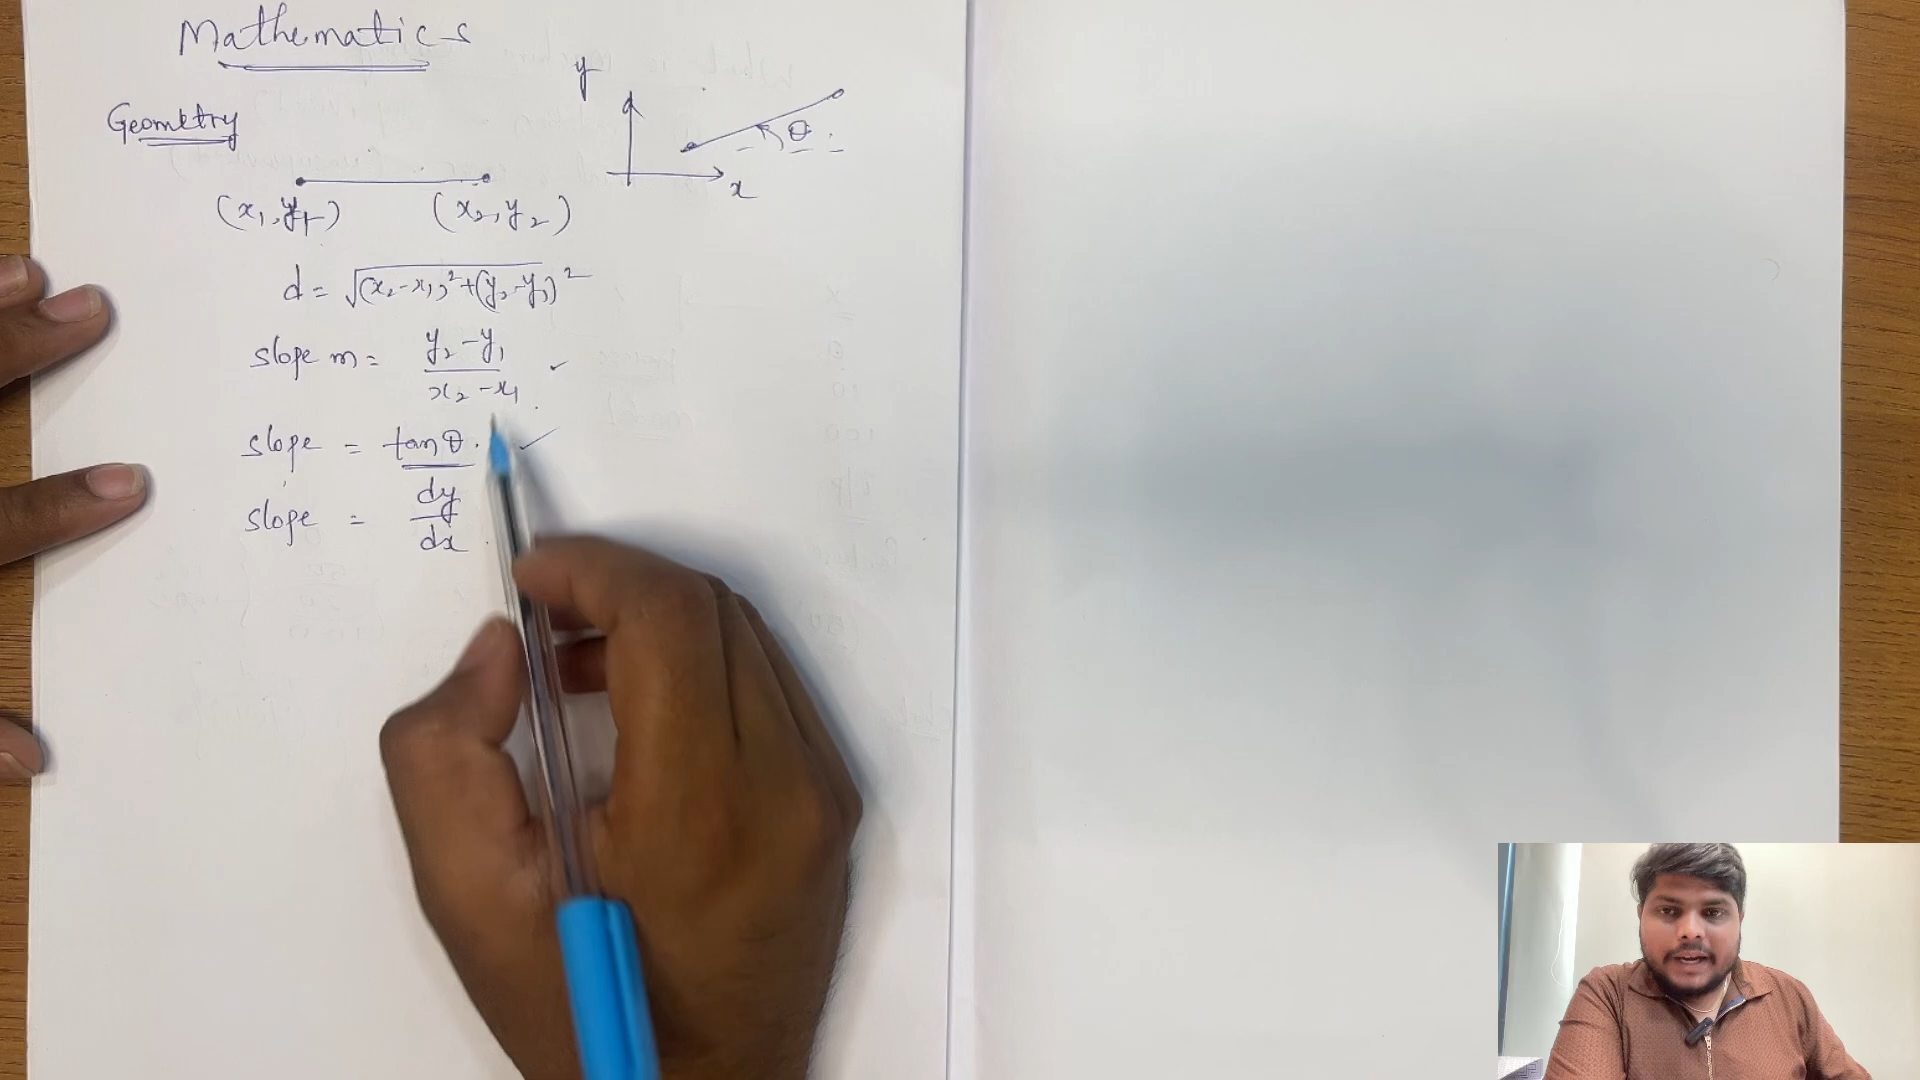 Mathematics
Geometry
y
θ
x
(x₁,y₁) (x₂,y₂)
d = √(x₂-x₁)²+(y₂-y₁)²
slope m = y₂-y₁ / x₂-x₁
slope = tanθ.
slope = dy/dx